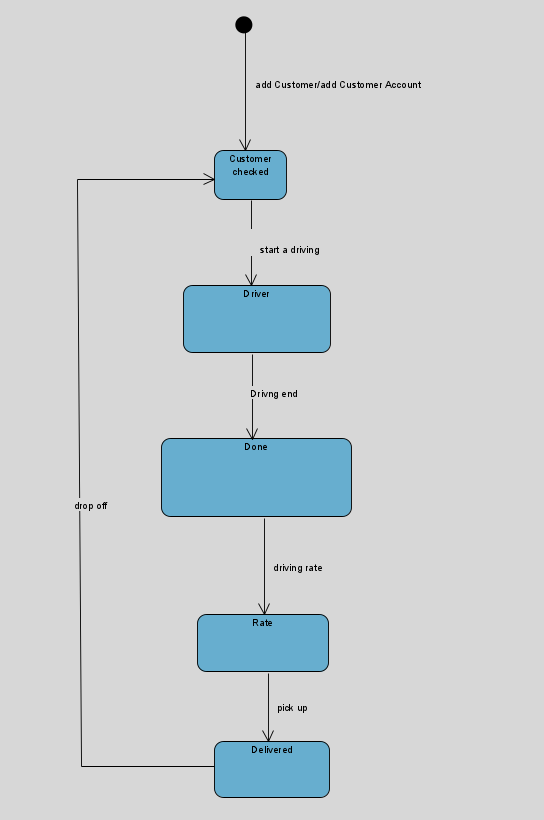 add Customer/add Customer Account
Customer
checked
start a driving
Driver
Drivng end
Done
drop off
driving rate
Rate
pick up
Delivered